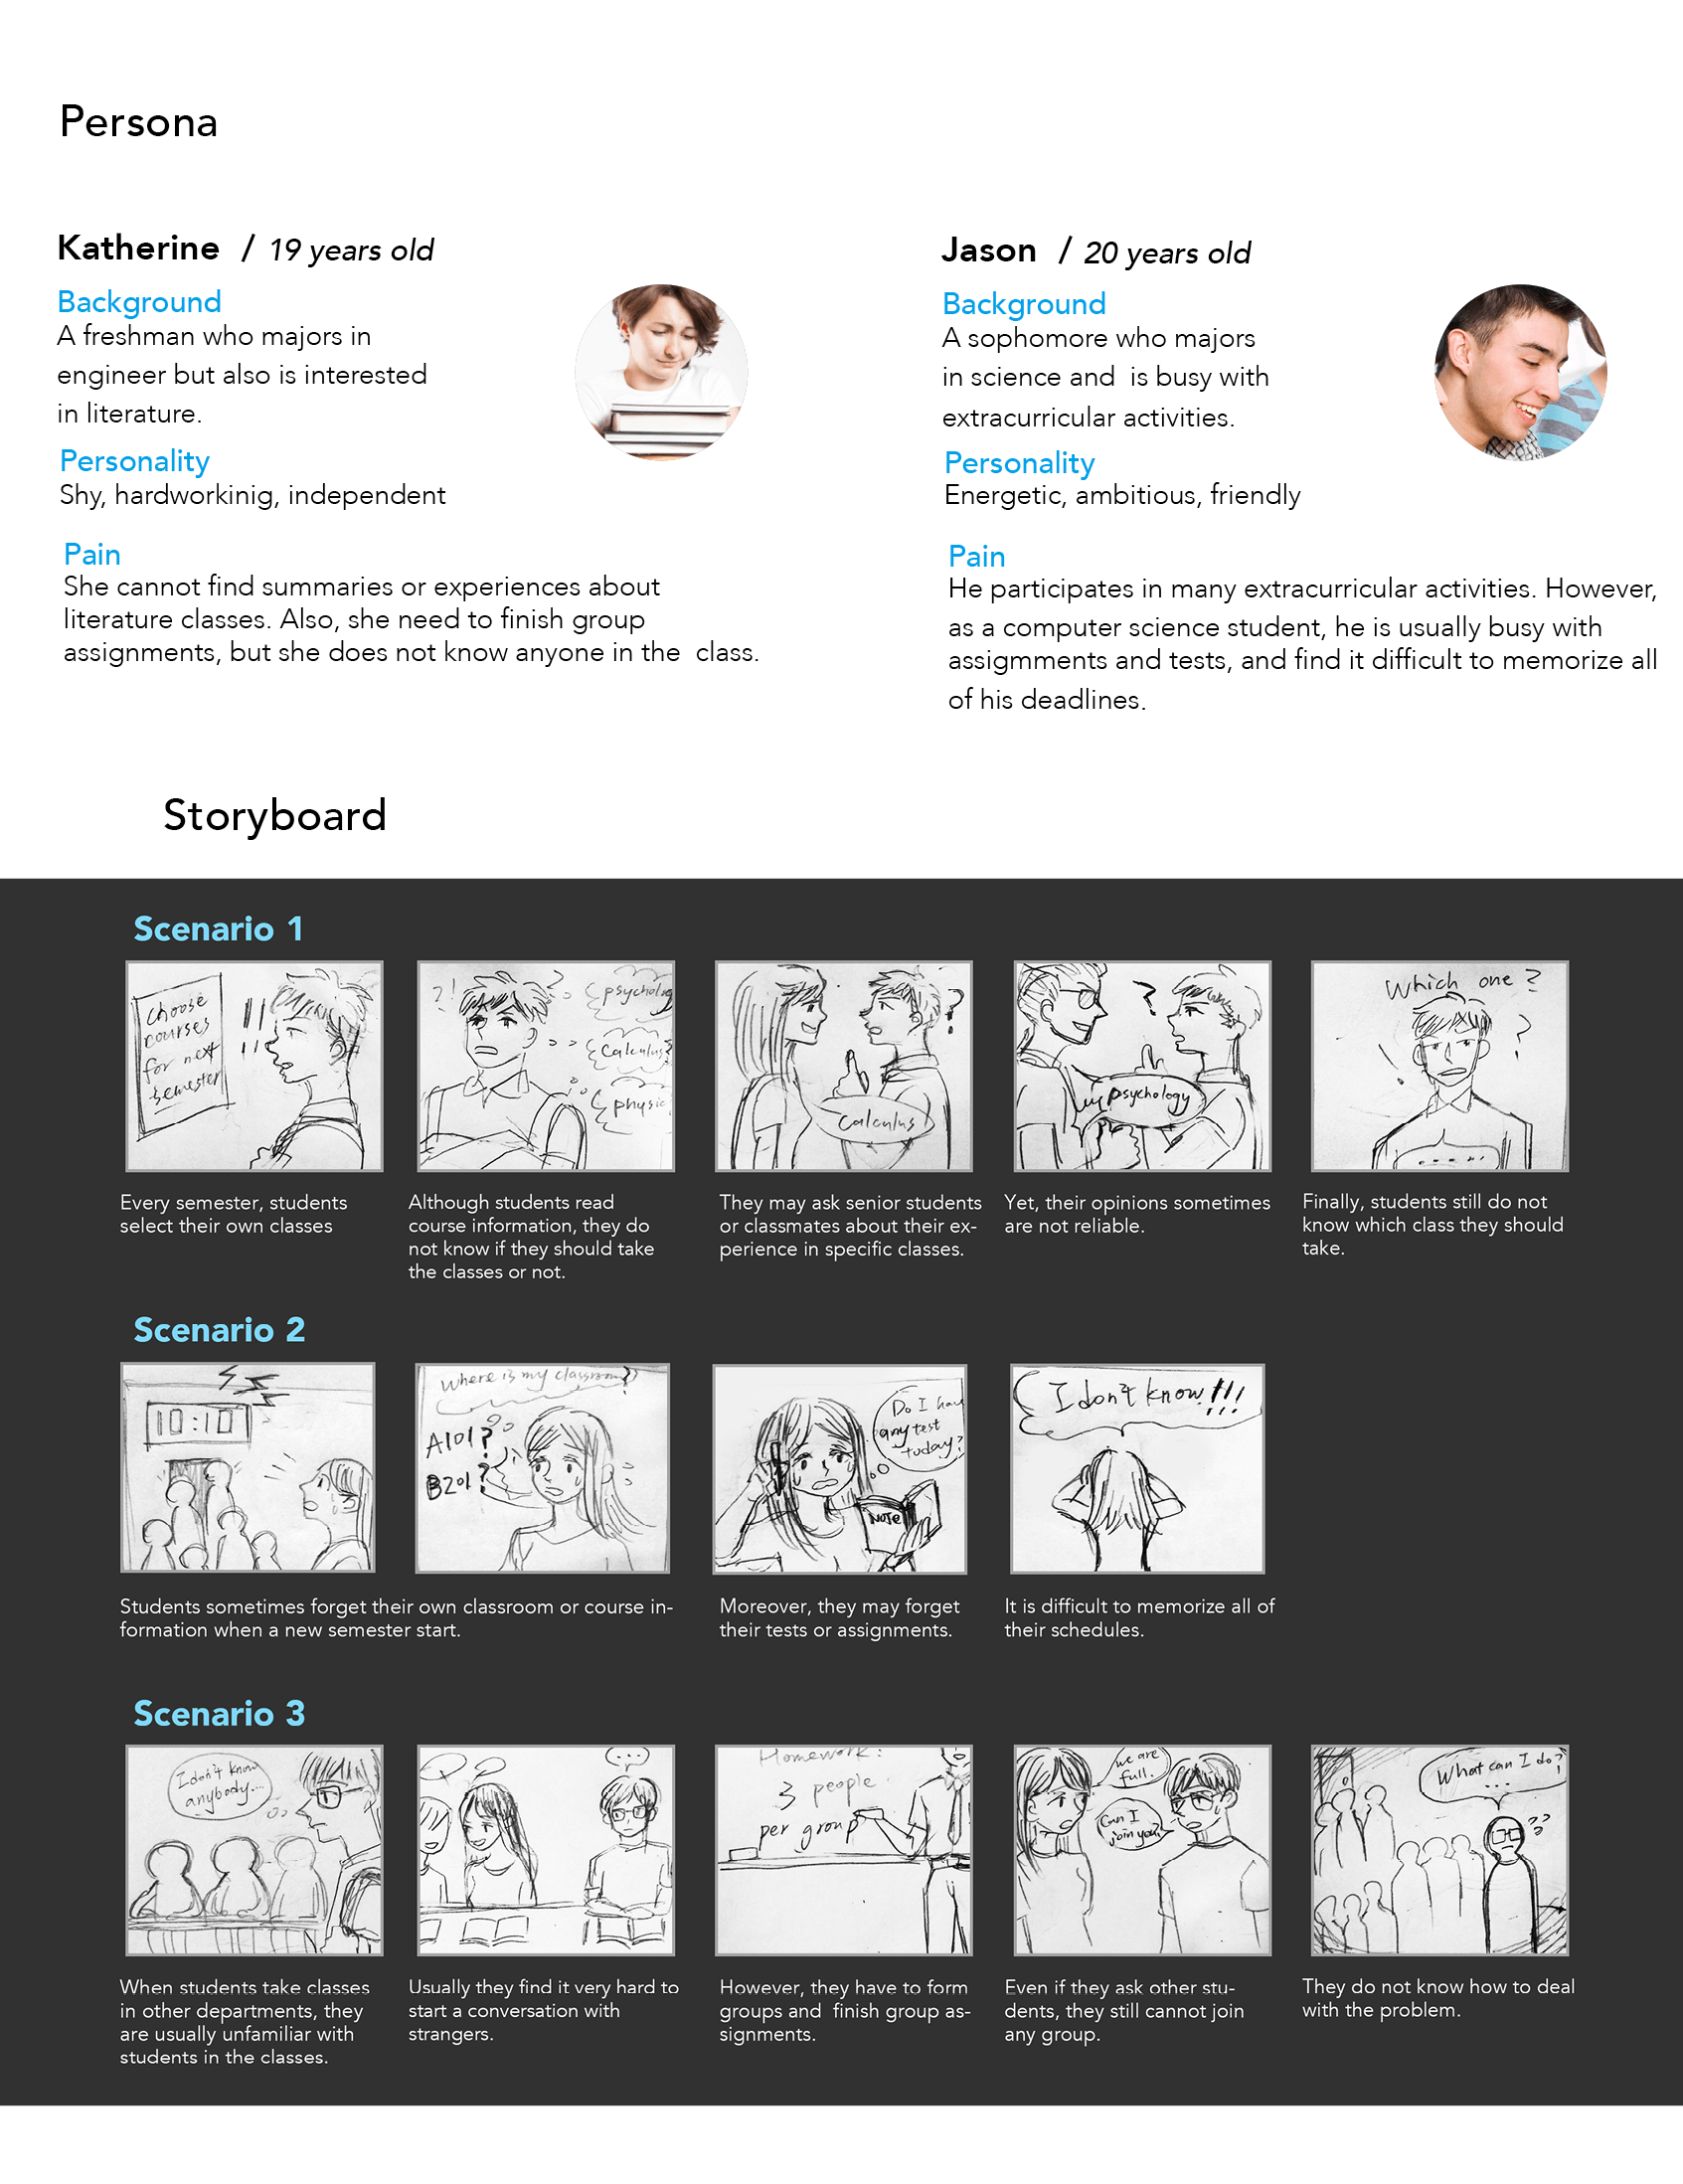 Persona
Katherine / 19 years old
Background
A freshman who majors in
engineer but also is interested
in literature.
Personality
Shy, hardworkinig, independent
Pain
She cannot find summaries or experiences about
literature classes. Also, she need to finish group
assignments, but she does not know anyone in the class.
Jason / 20 years old
Background
A sophomore who majors
in science and is busy with
extracurricular activities.
Personality
Energetic, ambitious, friendly
Pain
He participates in many extracurricular activities. However,
as a computer science student, he is usually busy with
assigmments and tests, and find it difficult to memorize all
of his deadlines.
Storyboard
Scenario 1
choose
courses
for next
semester
!!
?!
?
psycholog
Calculus?
physic
?
Calculus
?
psychology
Which one ?
?
Every semester, students
select their own classes
Although students read
course information, they do
not know if they should take
the classes or not.
They may ask senior students
or classmates about their ex-
perience in specific classes.
Yet, their opinions sometimes
are not reliable.
Finally, students still do not
know which class they should
take.
Scenario 2
10:10
Where is my classroom?
A101?
B201?
Do I have
any test
today?
NOTE
I don't know!!!
Students sometimes forget their own classroom or course in-
formation when a new semester start.
Moreover, they may forget
their tests or assignments.
It is difficult to memorize all of
their schedules.
Scenario 3
I don't know
anybody...
...
Homework:
3 people
per group
we are
full.
Can I
join you?
What can I do?
...
??
When students take classes
in other departments, they
are usually unfamiliar with
students in the classes.
Usually they find it very hard to
start a conversation with
strangers.
However, they have to form
groups and finish group as-
signments.
Even if they ask other stu-
dents, they still cannot join
any group.
They do not know how to deal
with the problem.